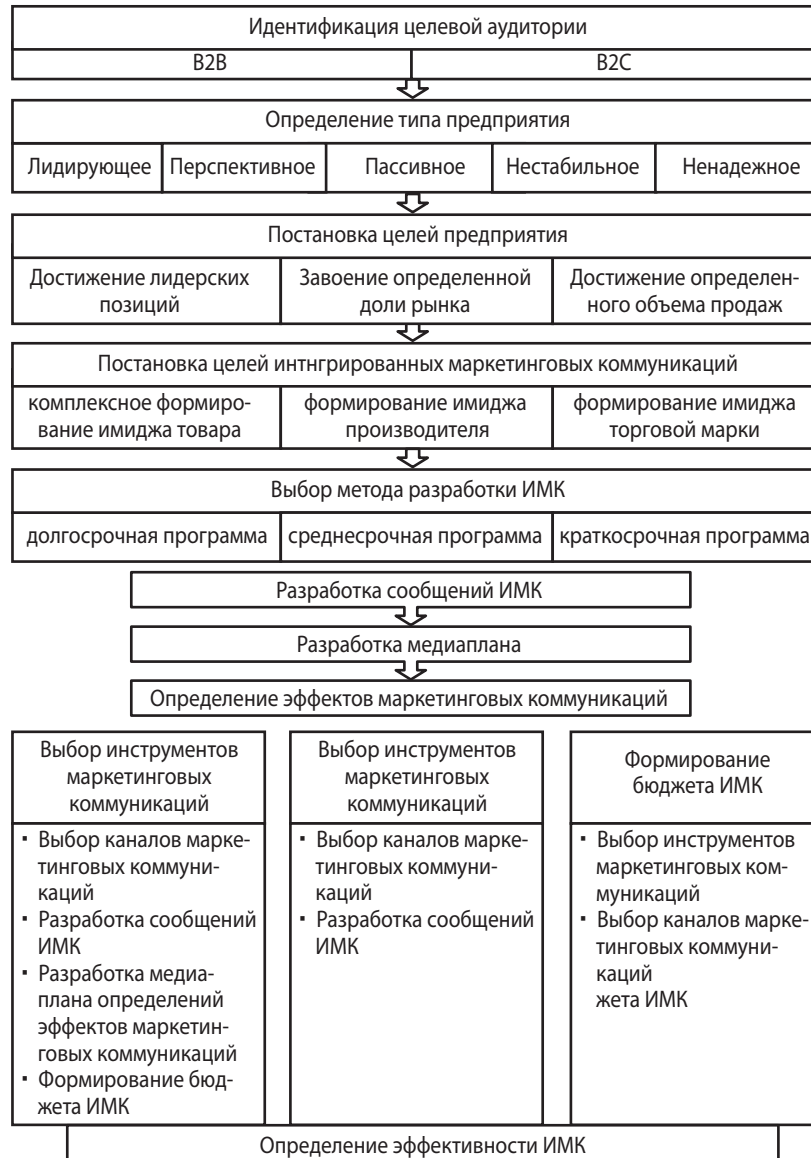 Идентификация целевой аудитории
B2B
B2C
Определение типа предприятия
Лидирующее
Перспективное
Пассивное
Нестабильное
Ненадежное
Постановка целей предприятия
Достижение лидерских
позиций
Завоение определенной
доли рынка
Достижение определен-
ного объема продаж
Постановка целей интнгрированных маркетинговых коммуникаций
комплексное формиро-
вание имиджа товара
формирование имиджа
производителя
формирование имиджа
торговой марки
Выбор метода разработки ИМК
долгосрочная программа
среднесрочная программа
краткосрочная программа
Разработка сообщений ИМК
Разработка медиаплана
Определение эффектов маркетинговых коммуникаций
Выбор инструментов
маркетинговых
коммуникаций
▪ Выбор каналов марке-
тинговых коммуни-
каций
▪ Разработка сообщений
ИМК
▪ Разработка медиа-
плана определений
эффектов маркетин-
говых коммуникаций
▪ Формирование бюд-
жета ИМК
Выбор инструментов
маркетинговых
коммуникаций
▪ Выбор каналов марке-
тинговых коммуни-
каций
▪ Разработка сообщений
ИМК
Формирование
бюджета ИМК
▪ Выбор инструментов
маркетинговых ком-
муникаций
▪ Выбор каналов марке-
тинговых коммуни-
каций
жета ИМК
Определение эффективности ИМК